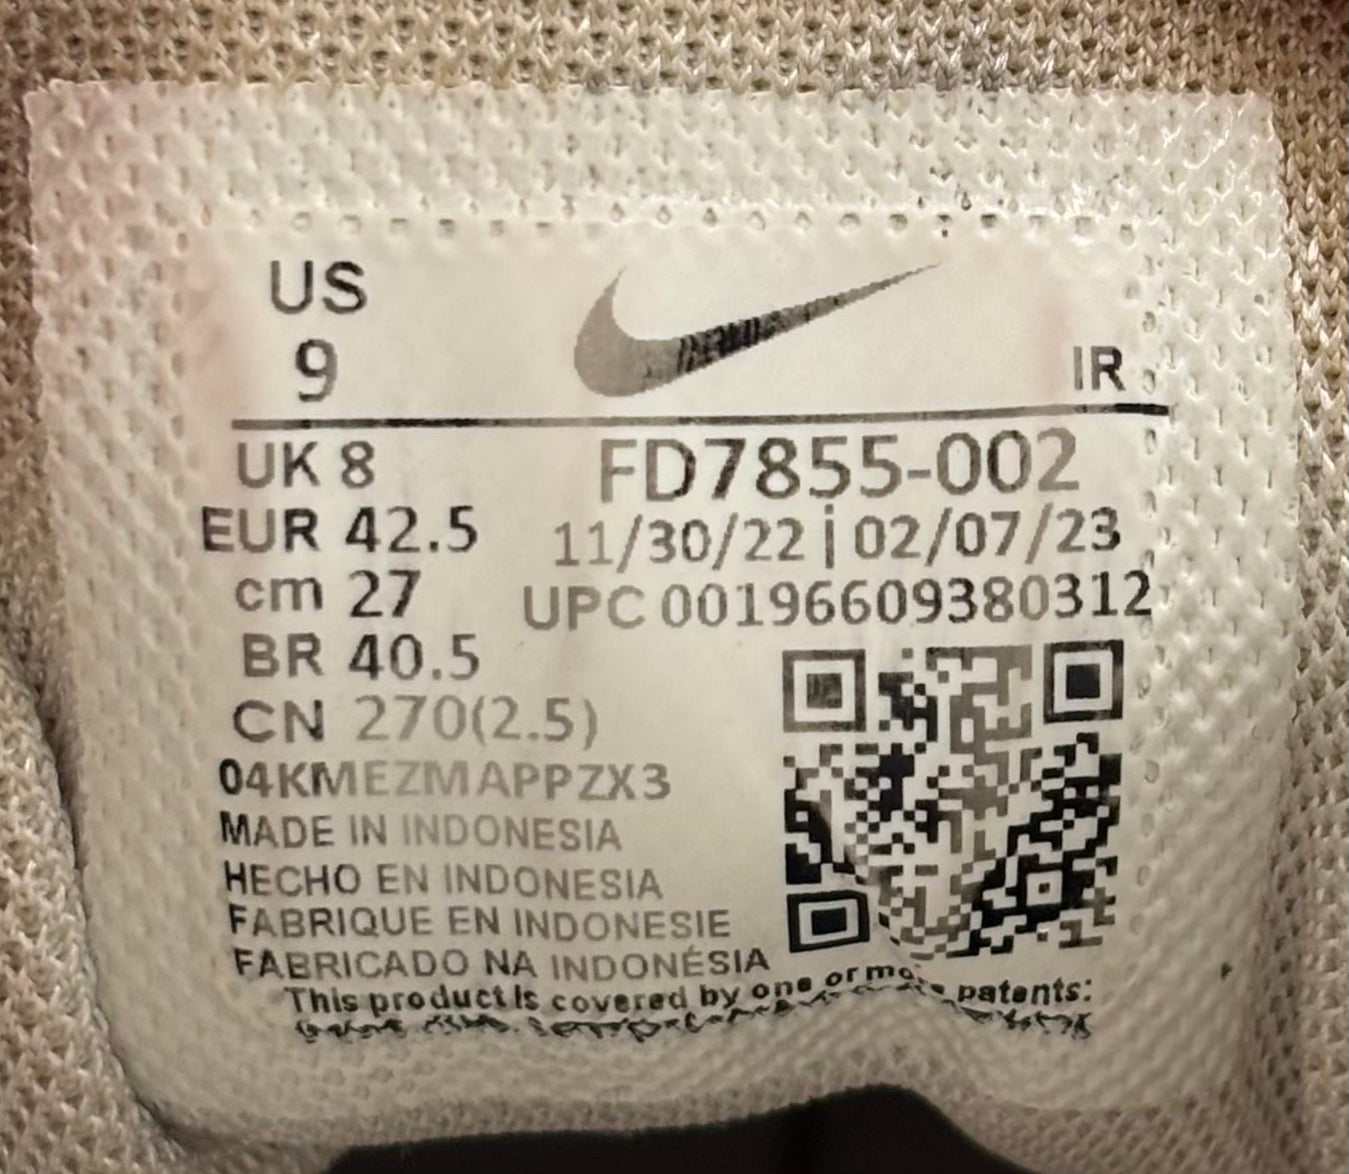 US
9
IR
UK 8
FD7855-002
EUR 42.5
11/30/22 | 02/07/23
cm 27
UPC 00196609380312
BR 40.5
CN 270(2.5)
04KMEZMAPPZX3
MADE IN INDONESIA
HECHO EN INDONESIA
FABRIQUE EN INDONESIE
FABRICADO NA INDONÉSIA
This product is covered by one or more patents: